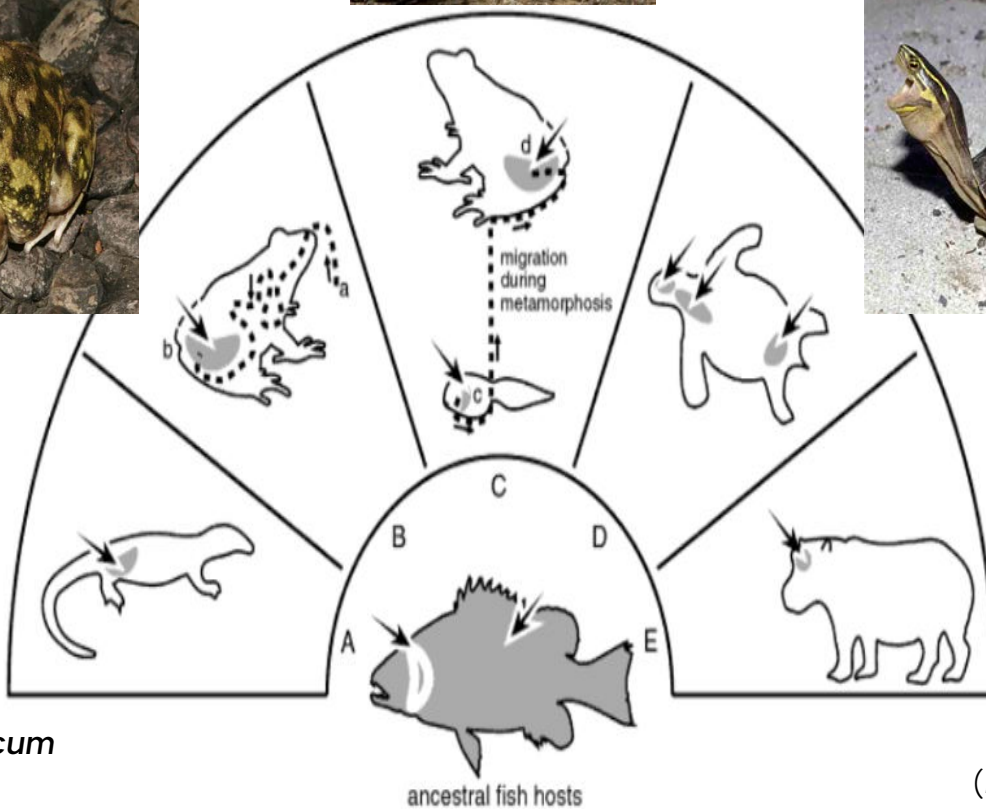 d
migration
during
metamorphosis
a
b
c
C
B
D
A
E
cum
ancestral fish hosts
(